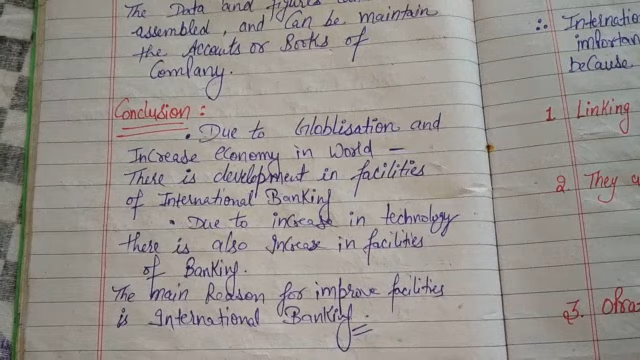 The Data and figures
assembled, and Can be maintain
the Accouts or Books of
Company.
Conclusion :
• Due to Globlisation and
Increase economy in World –
There is development in facilities
of International Banking
• Due to increase in technology
there is also Increase in facilities
of Banking.
The main Reason for improve facilities
is International Banking.
∴
importan
because
1 Linking
2 They
3.